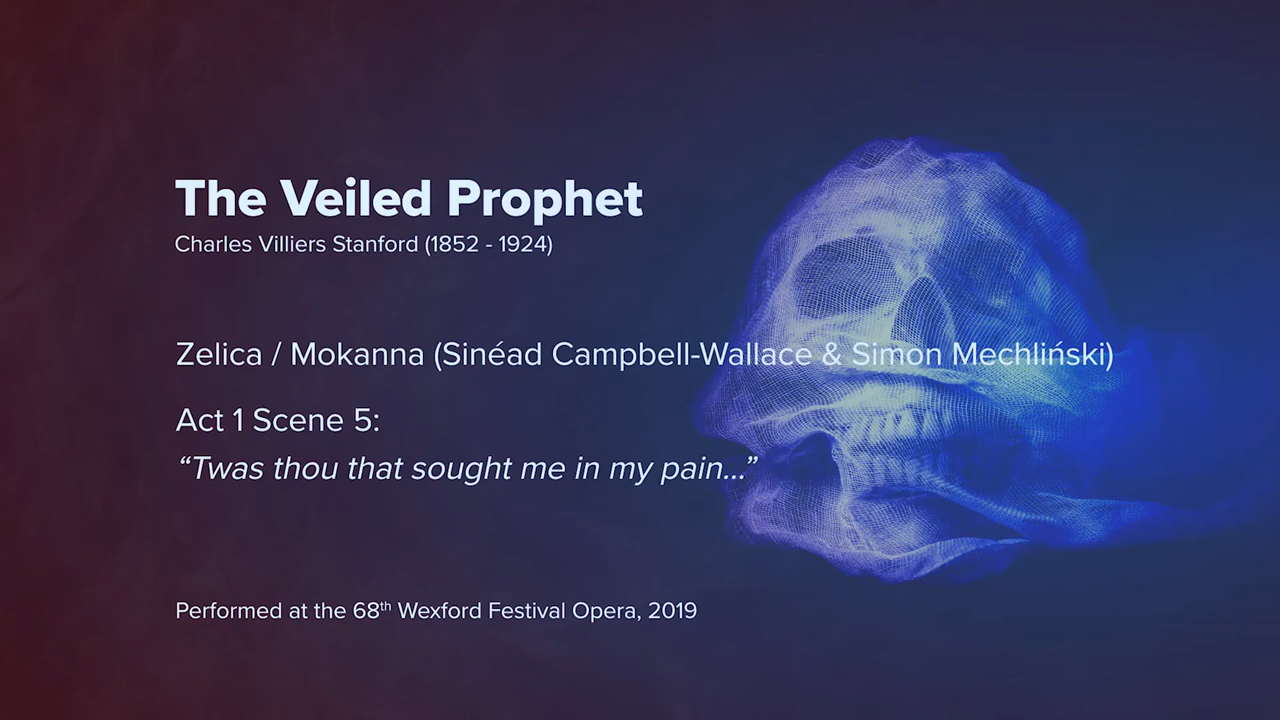 The Veiled Prophet
Charles Villiers Stanford (1852 - 1924)
Zelica / Mokanna (Sinéad Campbell-Wallace & Simon Mechliński)
Act 1 Scene 5:
“Twas thou that sought me in my pain...”
Performed at the 68th Wexford Festival Opera, 2019